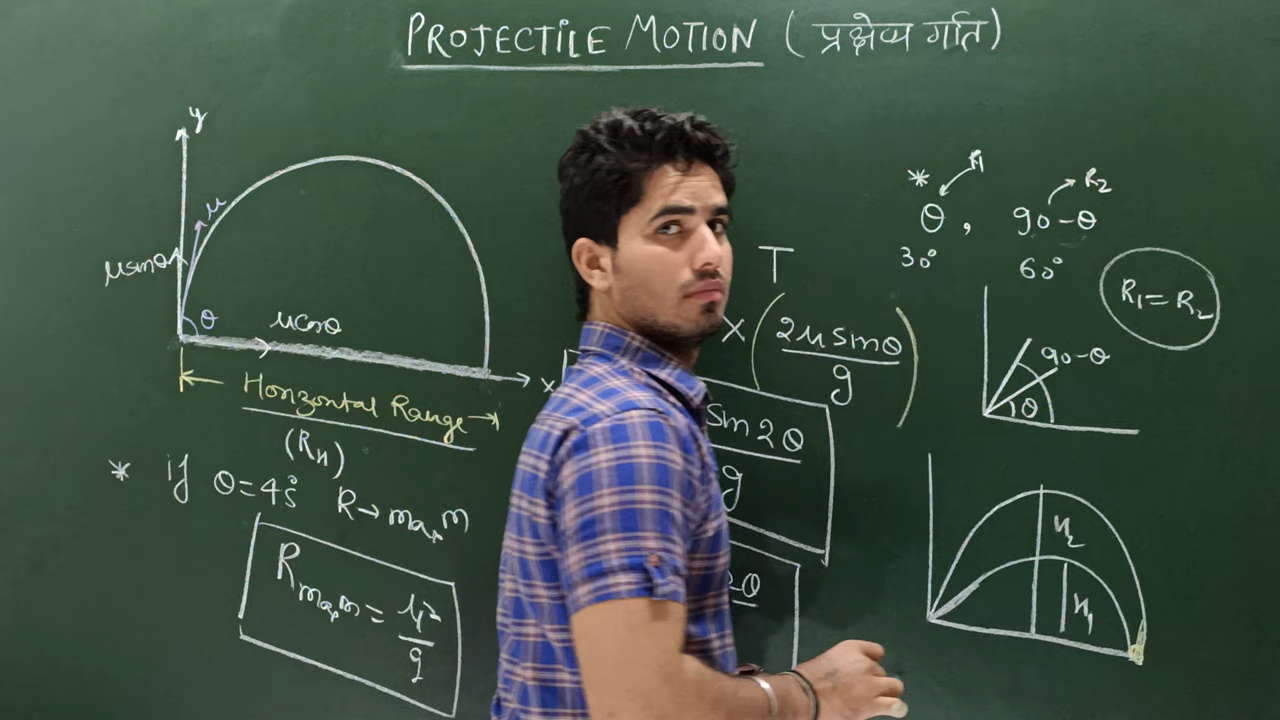 PROJECTILE MOTION (प्रक्षेप्य गति)
y
u
usinθ
θ
ucosθ
x
Horizontal Range
(R_H)
* if θ=45° R→maxm
Rmaxm = u²/g
T
× (2usinθ/g)
Sin2θ
g
θ
* θ, 90-θ
R1
R2
30° 60°
R1=R2
90-θ
θ
H2
H1